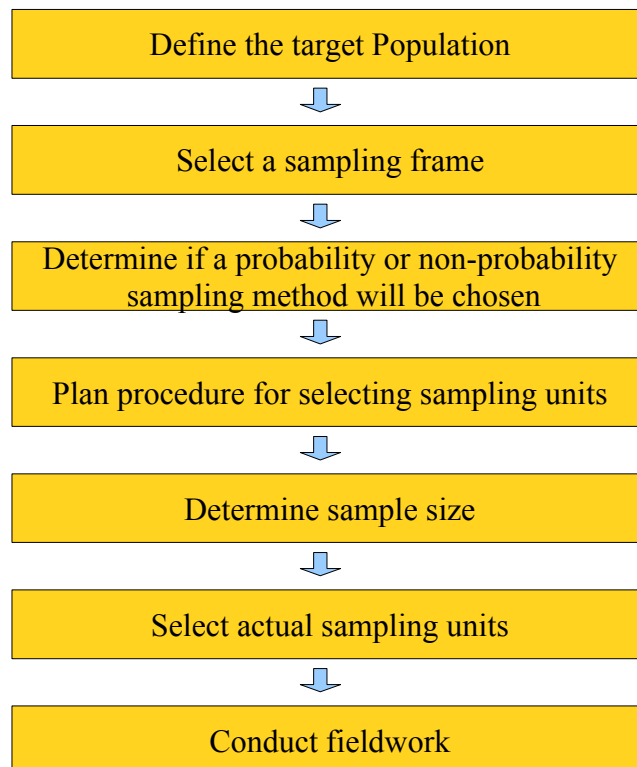 Define the target Population
Select a sampling frame
Determine if a probability or non-probability
sampling method will be chosen
Plan procedure for selecting sampling units
Determine sample size
Select actual sampling units
Conduct fieldwork